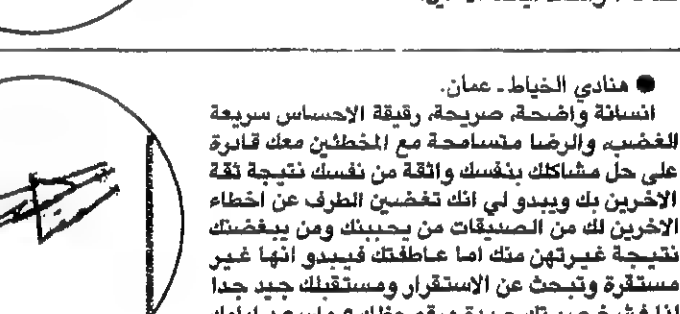 ● هنادي الخياط ـ عمان.
انسانة واضحة، صريحة، رقيقة الاحساس سريعة
الغضب، والرضا متسامحة مع المخطئين معك قادرة
على حل مشاكلك بنفسك واثقة من نفسك نتيجة ثقة
الاخرين بك ويبدو لي انك تغضين الطرف عن اخطاء
الاخرين لك من الصديقات من يحببنك ومن يبغضنك
نتيجة غيرتهن منك اما عاطفتك فيبدو انها غير
مستقرة وتبحث عن الاستقرار ومستقبلك جيد جدا